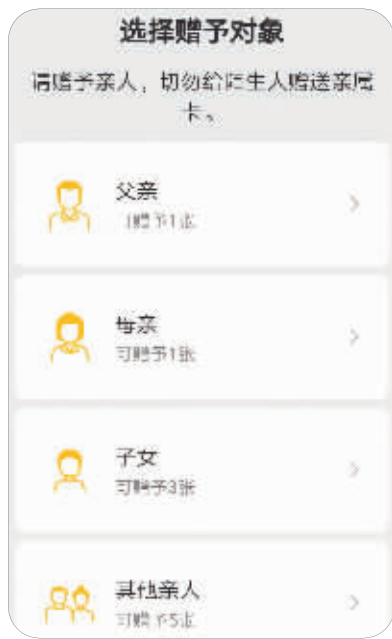 选择赠予对象
请赠予亲人，切勿给陌生人赠送亲属
卡。
父亲
可赠予1张
母亲
可赠予1张
子女
可赠予3张
其他亲人
可赠予5张